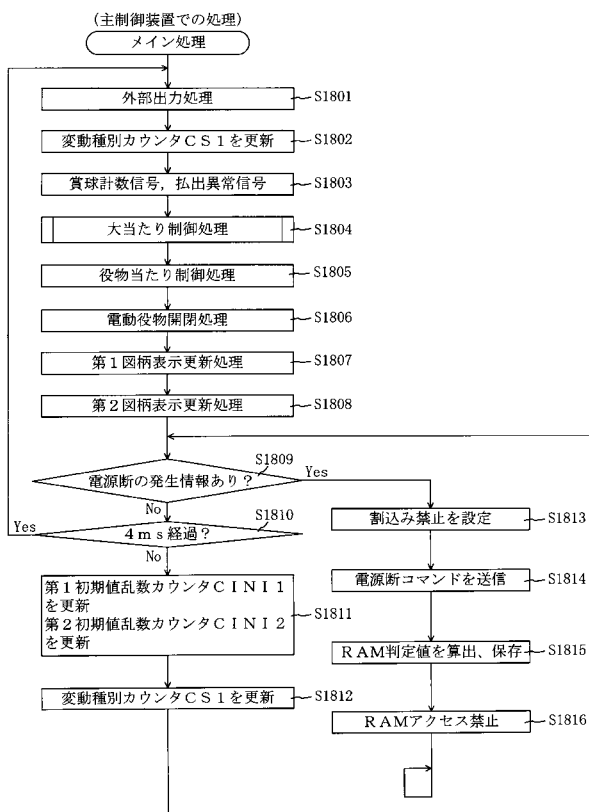 (主制御装置での処理)
メイン処理
外部出力処理
S1801
変動種別カウンタCS1を更新
S1802
賞球計数信号，払出異常信号
S1803
大当たり制御処理
S1804
役物当たり制御処理
S1805
電動役物開閉処理
S1806
第1図柄表示更新処理
S1807
第2図柄表示更新処理
S1808
電源断の発生情報あり？
S1809
Yes
No
4ms経過？
S1810
Yes
No
第1初期値乱数カウンタCINI1
を更新
第2初期値乱数カウンタCINI2
を更新
S1811
変動種別カウンタCS1を更新
S1812
割込み禁止を設定
S1813
電源断コマンドを送信
S1814
RAM判定値を算出、保存
S1815
RAMアクセス禁止
S1816